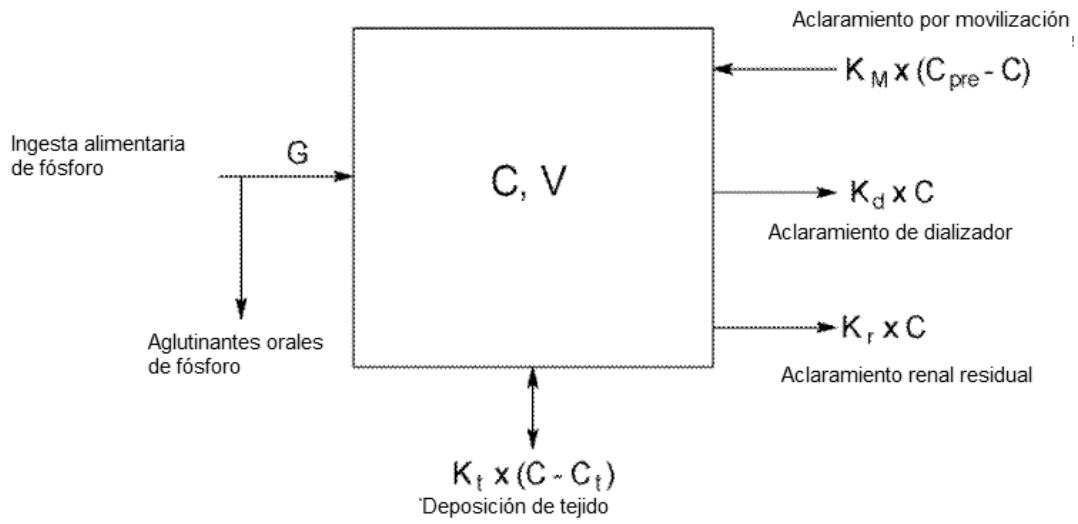 Aclaramiento por movilización
K_M x (C_pre - C)
Ingesta alimentaria
de fósforo
G
C, V
K_d x C
Aclaramiento de dializador
Aglutinantes orales
de fósforo
K_r x C
Aclaramiento renal residual
K_t x (C - C_t)
Deposición de tejido